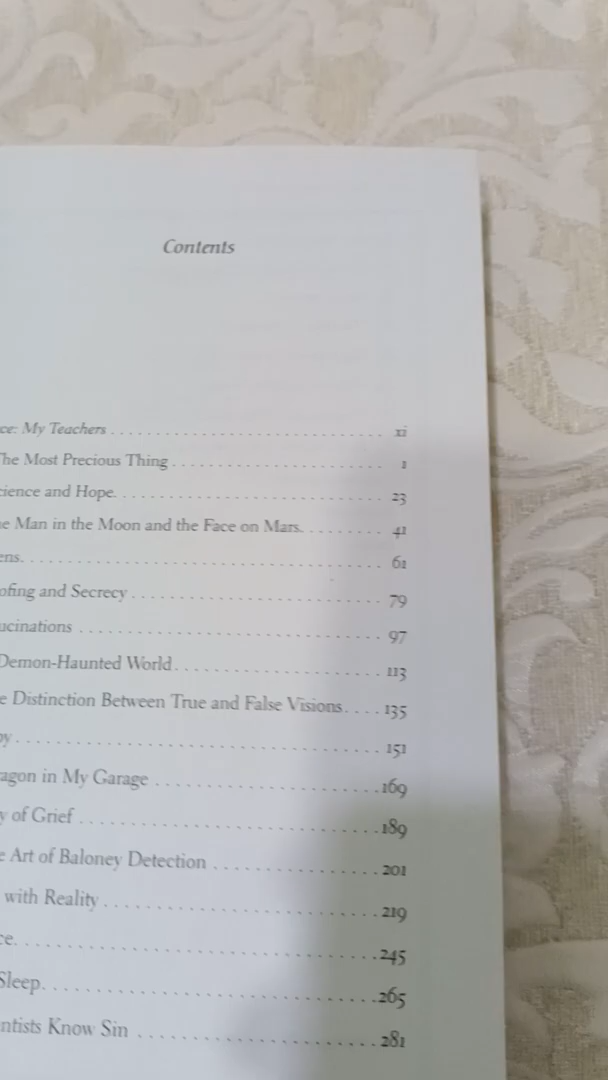 Contents
ce: My Teachers . . . . . . . . . . . . . . . . . . . . . . . . . . . . . xi
The Most Precious Thing . . . . . . . . . . . . . . . . . . . . . . . 1
cience and Hope. . . . . . . . . . . . . . . . . . . . . . . . . . . . 23
e Man in the Moon and the Face on Mars. . . . . . . . . 41
ens. . . . . . . . . . . . . . . . . . . . . . . . . . . . . . . . . . . . . 61
ofing and Secrecy . . . . . . . . . . . . . . . . . . . . . . . . . . 79
ucinations . . . . . . . . . . . . . . . . . . . . . . . . . . . . . . . 97
Demon-Haunted World. . . . . . . . . . . . . . . . . . . . . . 113
e Distinction Between True and False Visions. . . . 135
py. . . . . . . . . . . . . . . . . . . . . . . . . . . . . . . . . . . . . 151
agon in My Garage . . . . . . . . . . . . . . . . . . . . . . . .169
y of Grief . . . . . . . . . . . . . . . . . . . . . . . . . . . . . . .189
e Art of Baloney Detection . . . . . . . . . . . . . . . . . . 201
with Reality . . . . . . . . . . . . . . . . . . . . . . . . . . . . . 219
ce. . . . . . . . . . . . . . . . . . . . . . . . . . . . . . . . . . . . .245
Sleep. . . . . . . . . . . . . . . . . . . . . . . . . . . . . . . . . .265
entists Know Sin . . . . . . . . . . . . . . . . . . . . . . . . . 281